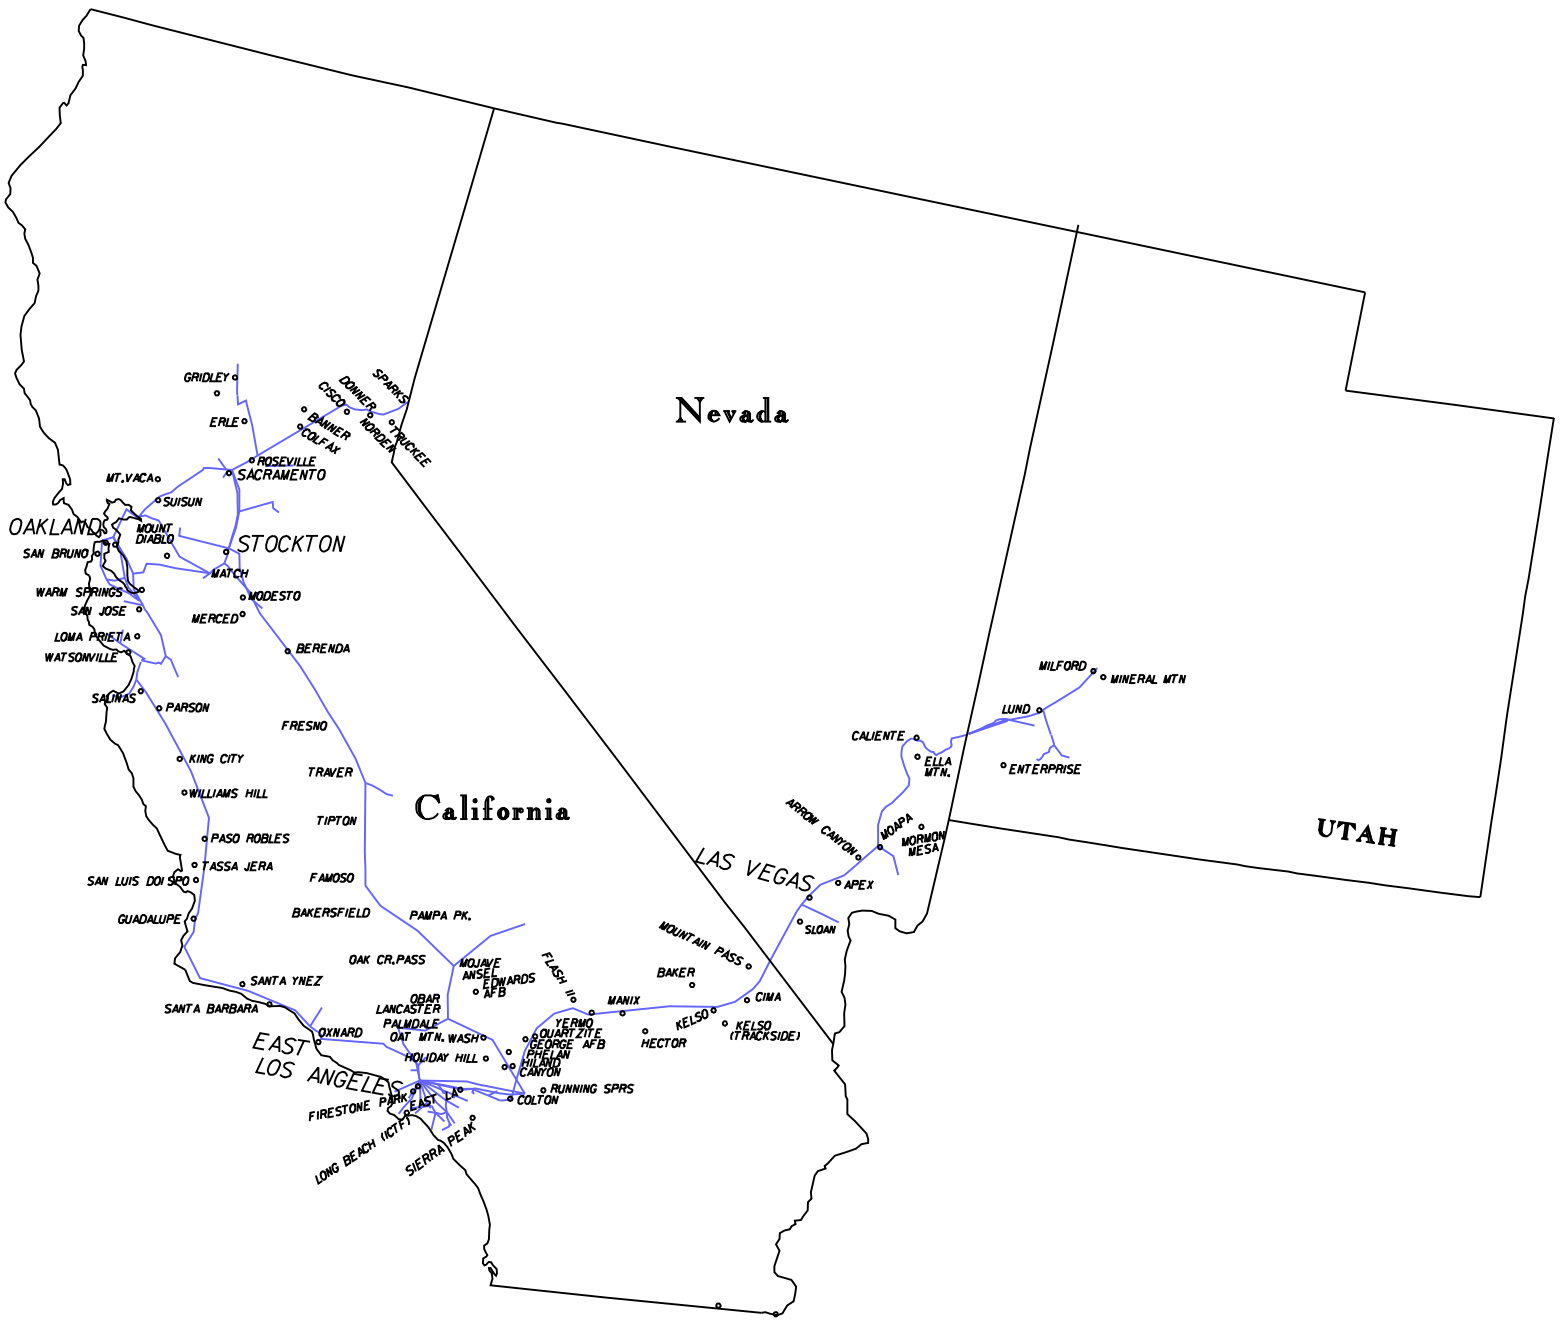 GRIDLEY
ERLE
CISCO
DONNER
SPARKS
BANNER
COLFAX
NORDEN
TRUCKEE
Nevada
ROSEVILLE
SACRAMENTO
MT.VACA
SUISUN
OAKLAND
MOUNT
DIABLO
SAN BRUNO
STOCKTON
MATCH
WARM SPRINGS
MODESTO
SAN JOSE
MERCED
LOMA PRIETA
WATSONVILLE
BERENDA
SALINAS
PARSON
FRESNO
KING CITY
TRAVER
WILLIAMS HILL
California
TIPTON
PASO ROBLES
TASSA JERA
SAN LUIS DOISPO
FAMOSO
GUADALUPE
BAKERSFIELD
PAMPA PK.
OAK CR.PASS
MOJAVE
ANSEL
EDWARDS
AFB
SANTA YNEZ
SANTA BARBARA
OBAR
LANCASTER
PALMDALE
OAT MTN.
WASH
OXNARD
HOLIDAY HILL
EAST
LOS ANGELES
FIRESTONE PARK
EAST LA
LONG BEACH (ICTF)
SIERRA PEAK
COLTON
RUNNING SPRS
FLASH II
YERMO
QUARTZITE
GEORGE AFB
PHELAN
HILAND
CANYON
MANIX
HECTOR
BAKER
MOUNTAIN PASS
KELSO
KELSO
(TRACKSIDE)
CIMA
SLOAN
LAS VEGAS
APEX
ARROW CANYON
MOAPA
MORMON
MESA
CALIENTE
ELLA
MTN.
ENTERPRISE
LUND
MILFORD
MINERAL MTN
UTAH